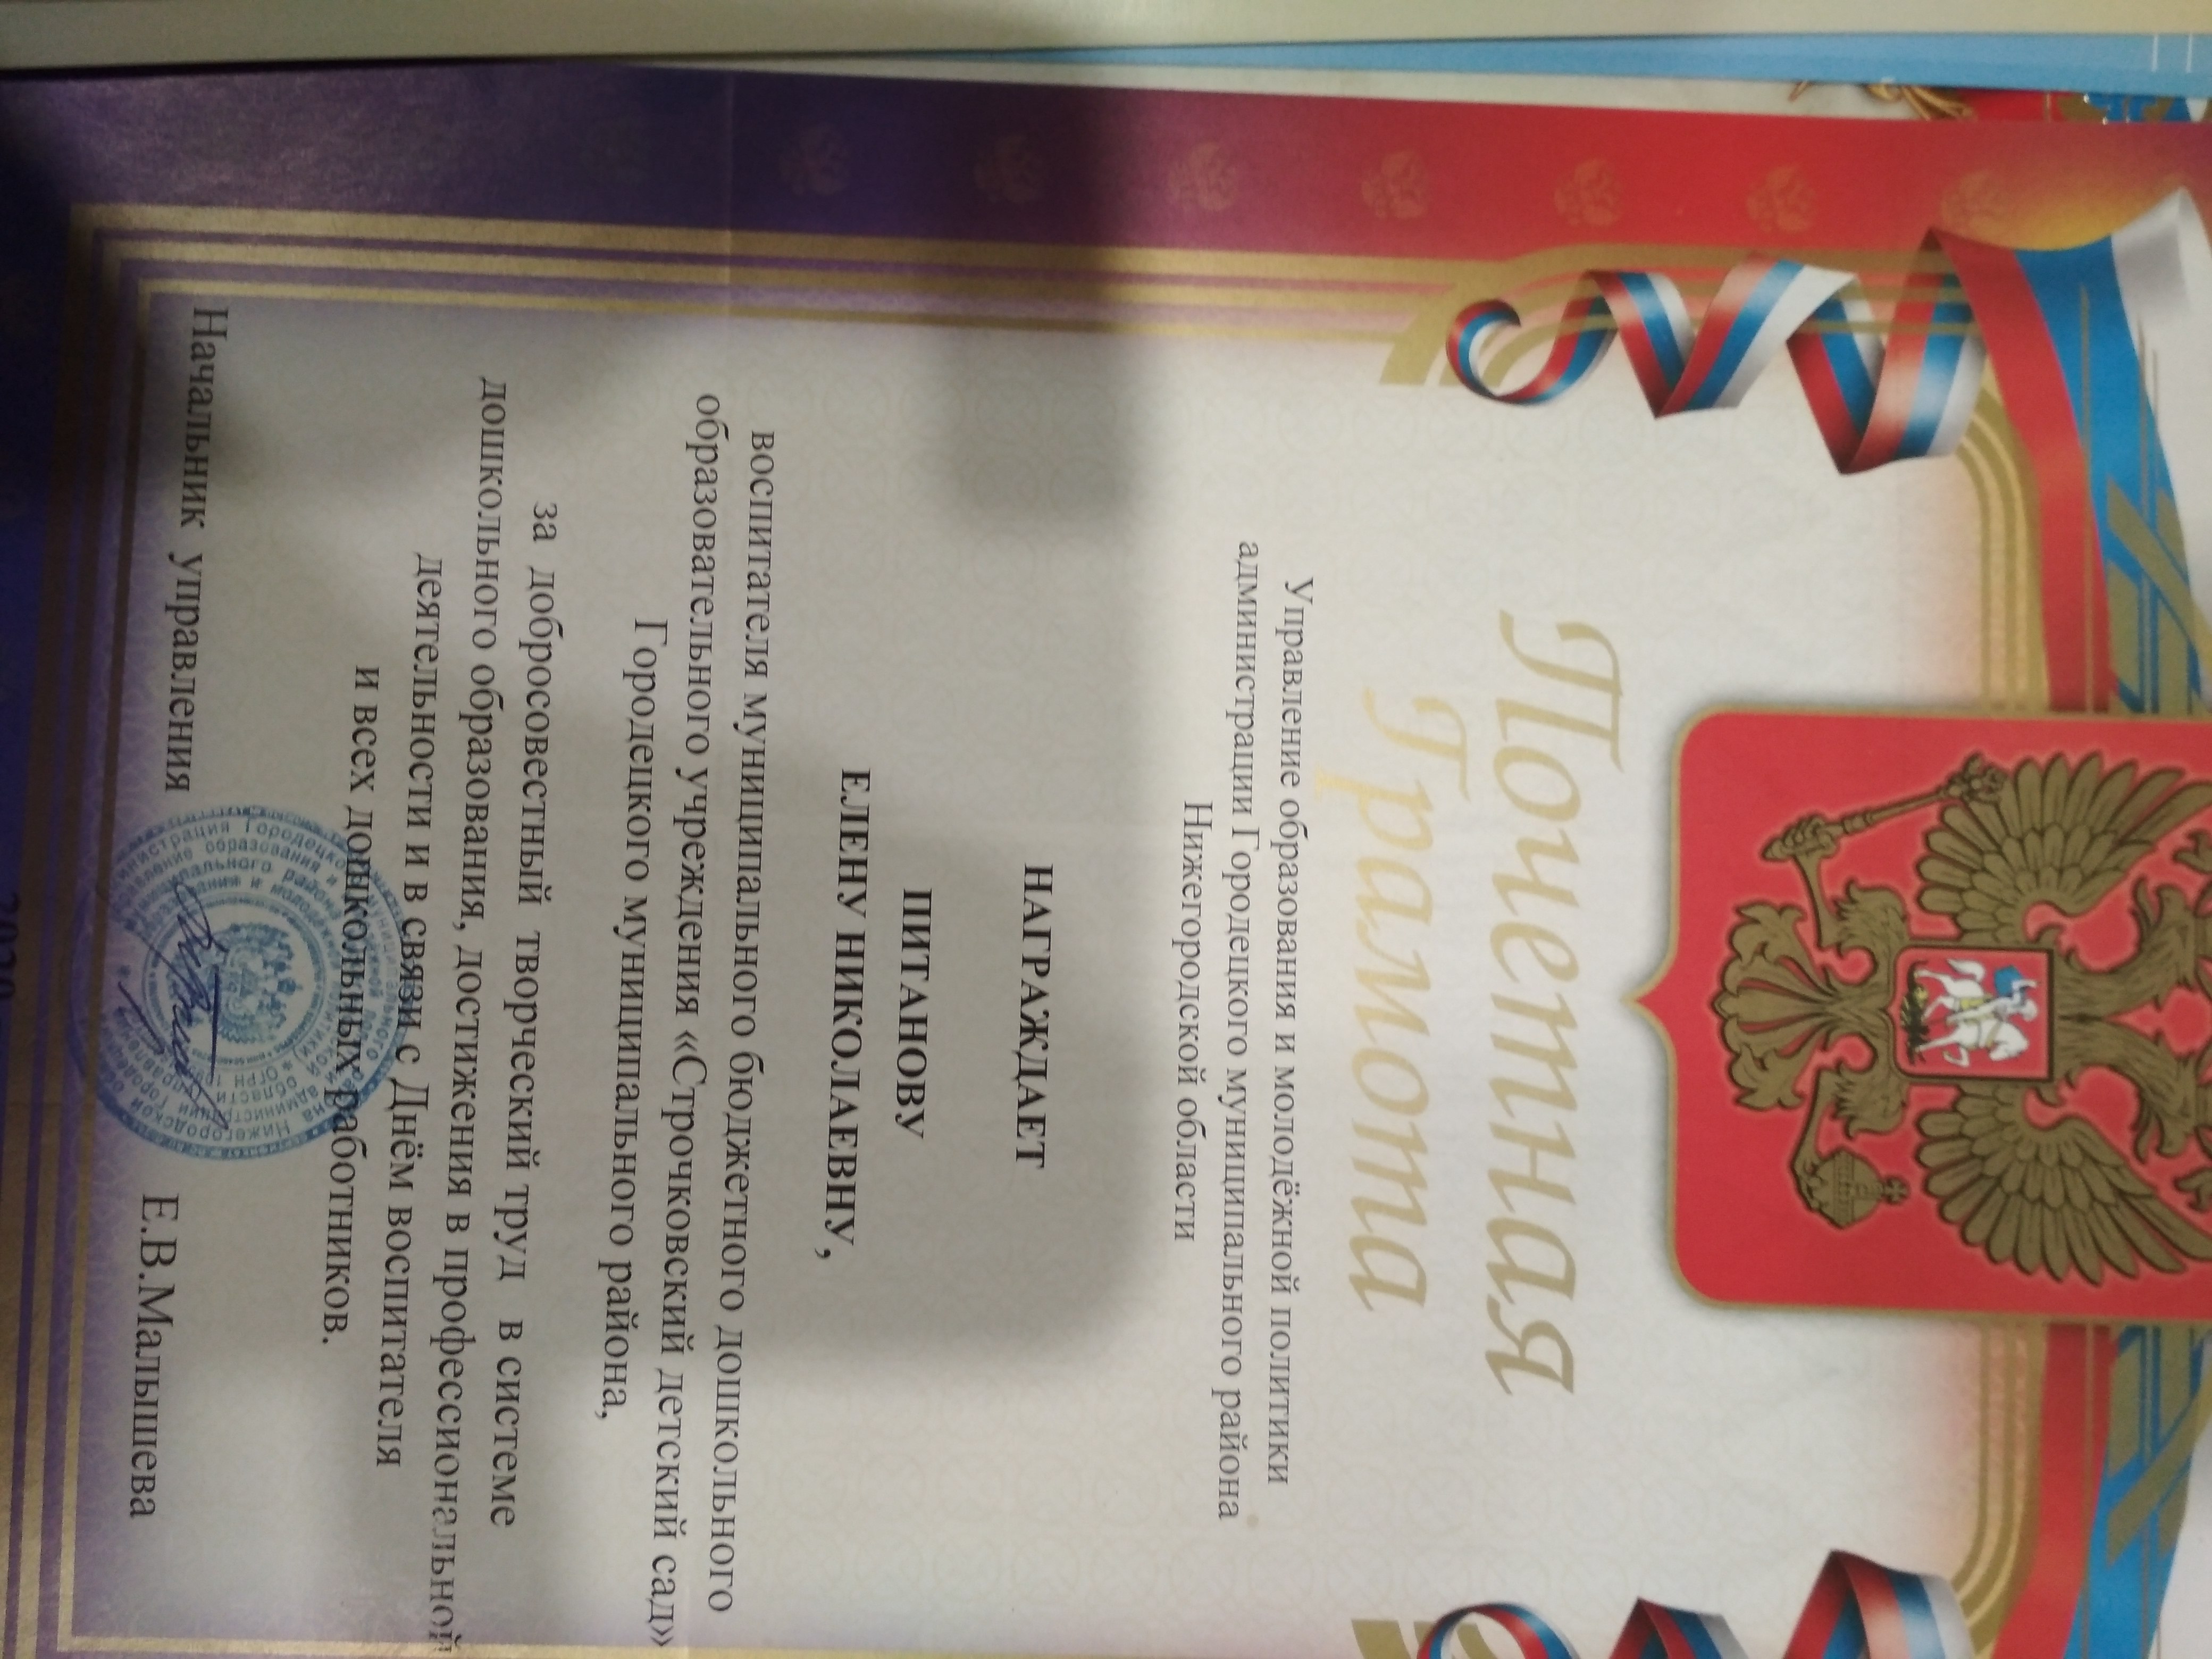 Почетная
Грамота
Управление образования и молодёжной политики
администрации Городецкого муниципального района
Нижегородской области
НАГРАЖДАЕТ
ПИТАНОВУ
ЕЛЕНУ НИКОЛАЕВНУ,
воспитателя муниципального бюджетного дошкольного
образовательного учреждения «Строчковский детский сад»
Городецкого муниципального района,
за добросовестный творческий труд в системе
дошкольного образования, достижения в профессиональной
деятельности и в связи с Днём воспитателя
и всех дошкольных работников.
Начальник управления
Е.В.Малышева